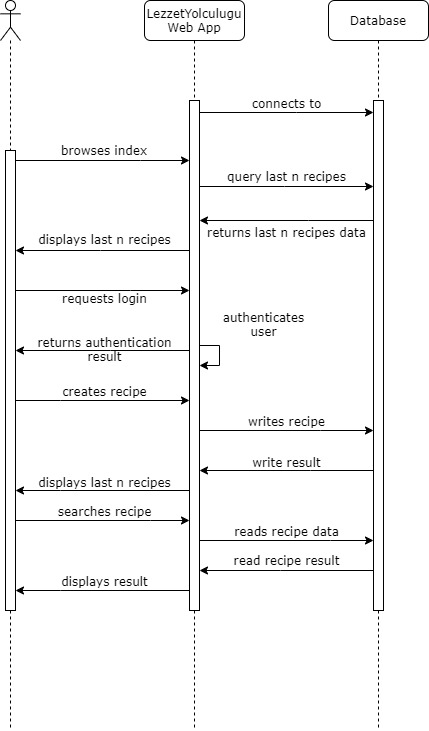 LezzetYolculugu
Web App
Database
connects to
browses index
query last n recipes
returns last n recipes data
displays last n recipes
requests login
authenticates
user
returns authentication
result
creates recipe
writes recipe
write result
displays last n recipes
searches recipe
reads recipe data
read recipe result
displays result